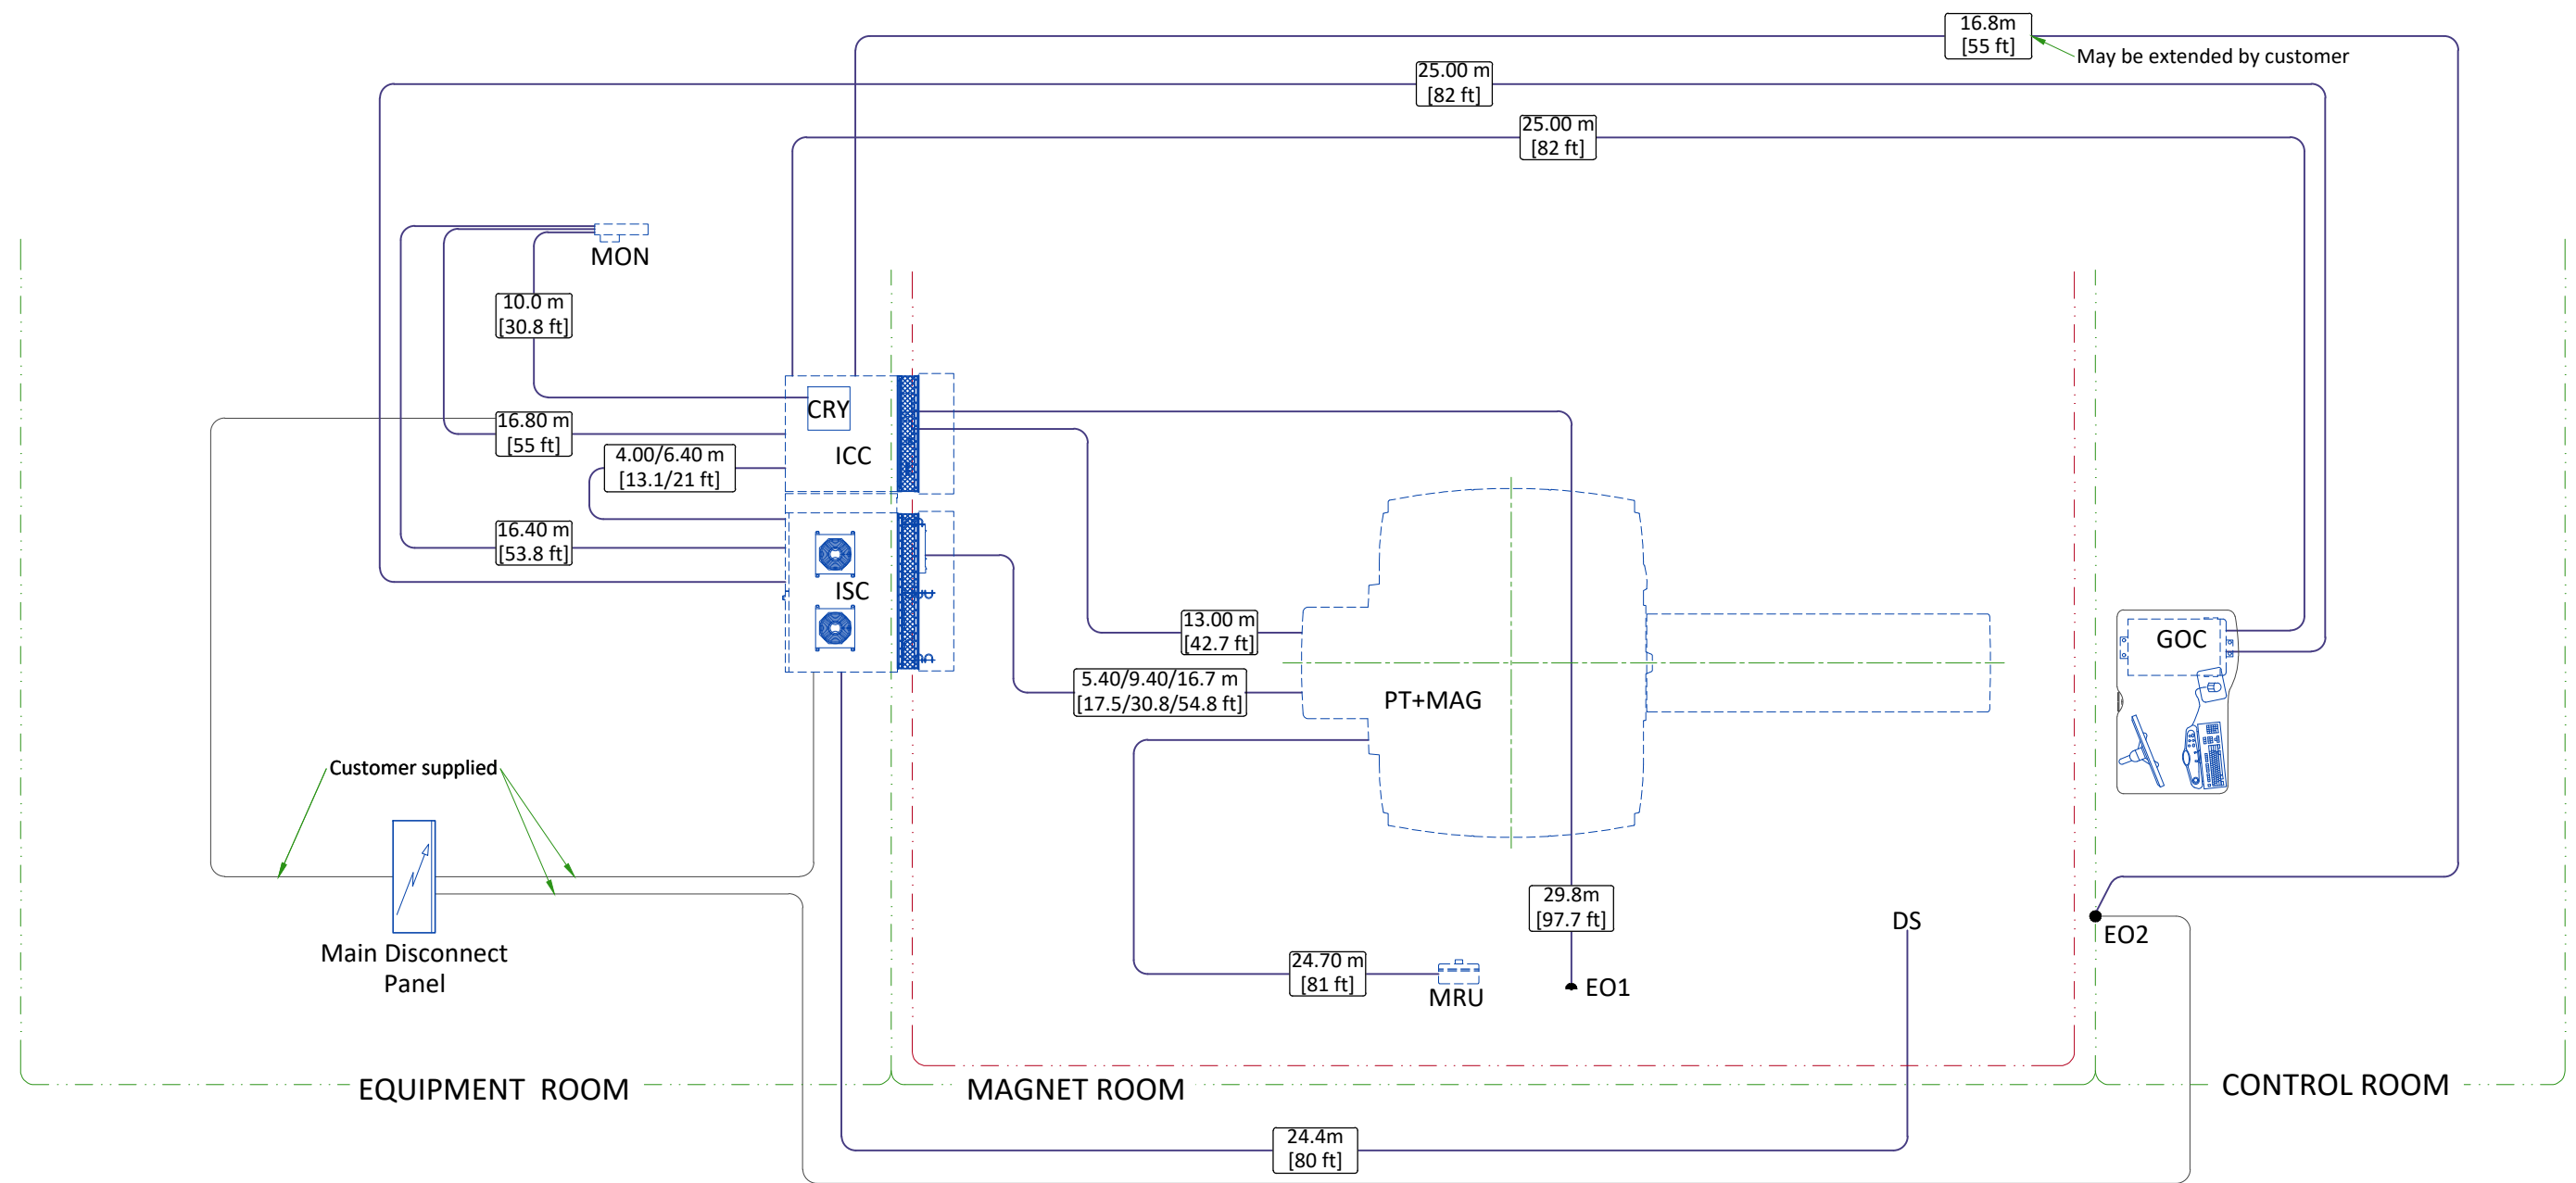 16.8m
[55 ft]
May be extended by customer
25.00 m
[82 ft]
25.00 m
[82 ft]
MON
10.0 m
[30.8 ft]
CRY
16.80 m
[55 ft]
4.00/6.40 m
[13.1/21 ft]
ICC
16.40 m
[53.8 ft]
ISC
13.00 m
[42.7 ft]
GOC
5.40/9.40/16.7 m
[17.5/30.8/54.8 ft]
PT+MAG
Customer supplied
29.8m
[97.7 ft]
DS
EO2
Main Disconnect
Panel
24.70 m
[81 ft]
MRU
EO1
EQUIPMENT ROOM
MAGNET ROOM
CONTROL ROOM
24.4m
[80 ft]